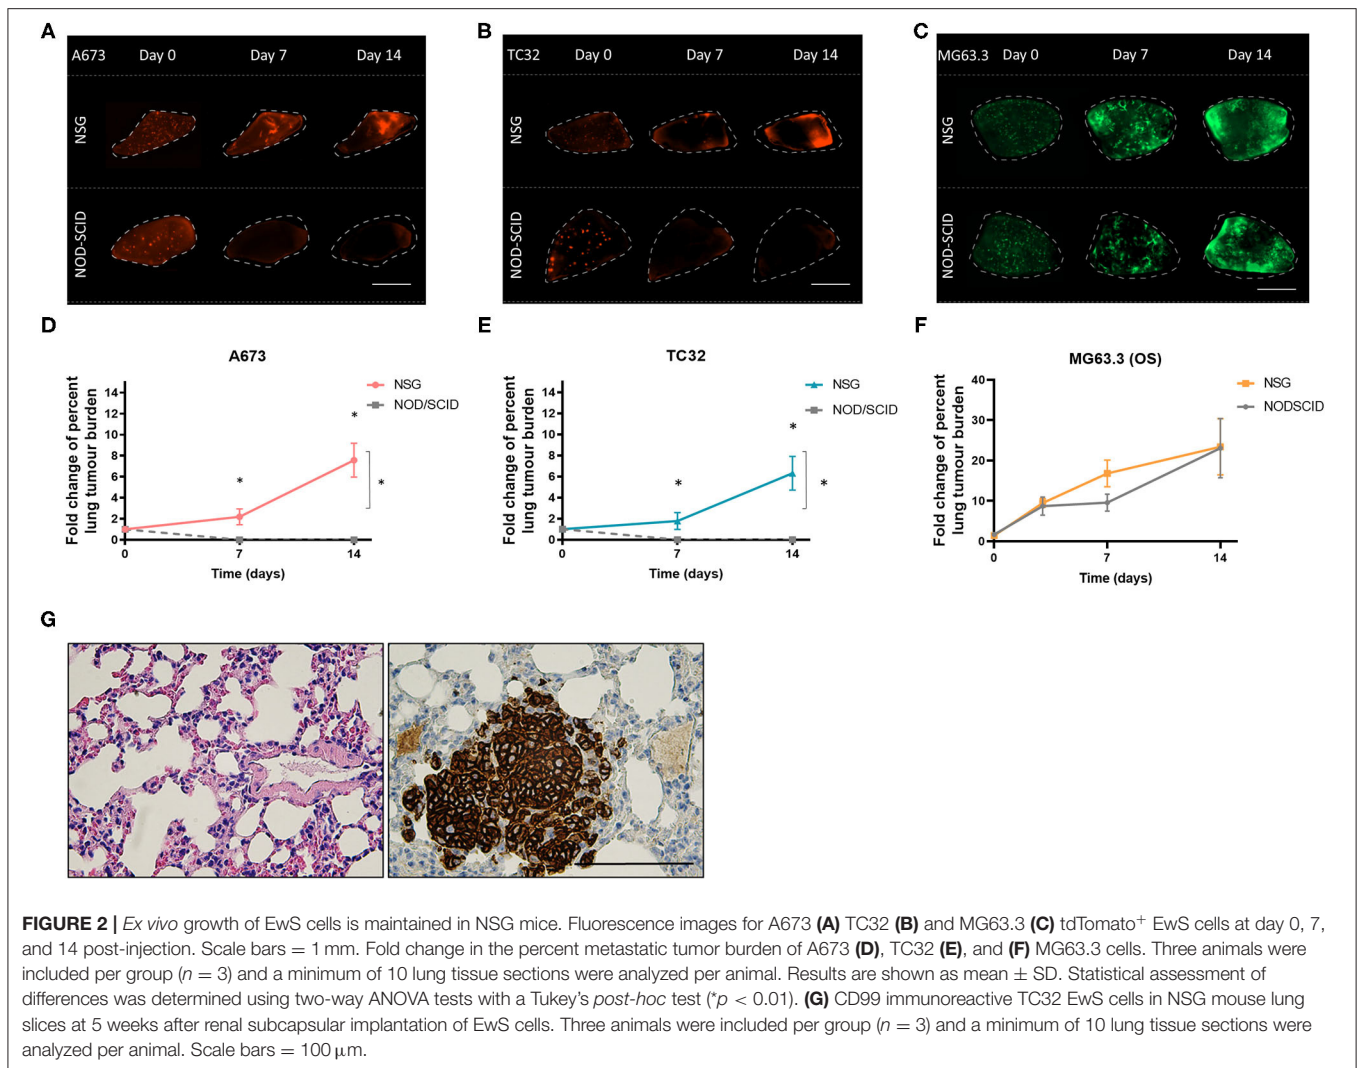 A
A673 Day 0 Day 7 Day 14
NSG
NOD-SCID
B
TC32 Day 0 Day 7 Day 14
NSG
NOD-SCID
C
MG63.3 Day 0 Day 7 Day 14
NSG
NOD-SCID
D
A673
Fold change of percent
lung tumour burden
14
12
10
8
6
4
2
0
0 7 14
Time (days)
NSG
NOD/SCID
*
*
*
E
TC32
Fold change of percent
lung tumour burden
14
12
10
8
6
4
2
0
0 7 14
Time (days)
NSG
NOD/SCID
*
*
*
F
MG63.3 (OS)
Fold change of percent
lung tumour burden
40
30
20
10
0
0 7 14
Time (days)
NSG
NODSCID
G
FIGURE 2 | Ex vivo growth of EwS cells is maintained in NSG mice. Fluorescence images for A673 (A) TC32 (B) and MG63.3 (C) tdTomato+ EwS cells at day 0, 7,
and 14 post-injection. Scale bars = 1 mm. Fold change in the percent metastatic tumor burden of A673 (D), TC32 (E), and (F) MG63.3 cells. Three animals were
included per group (n = 3) and a minimum of 10 lung tissue sections were analyzed per animal. Results are shown as mean ± SD. Statistical assessment of
differences was determined using two-way ANOVA tests with a Tukey's post-hoc test (*p < 0.01). (G) CD99 immunoreactive TC32 EwS cells in NSG mouse lung
slices at 5 weeks after renal subcapsular implantation of EwS cells. Three animals were included per group (n = 3) and a minimum of 10 lung tissue sections were
analyzed per animal. Scale bars = 100 μm.